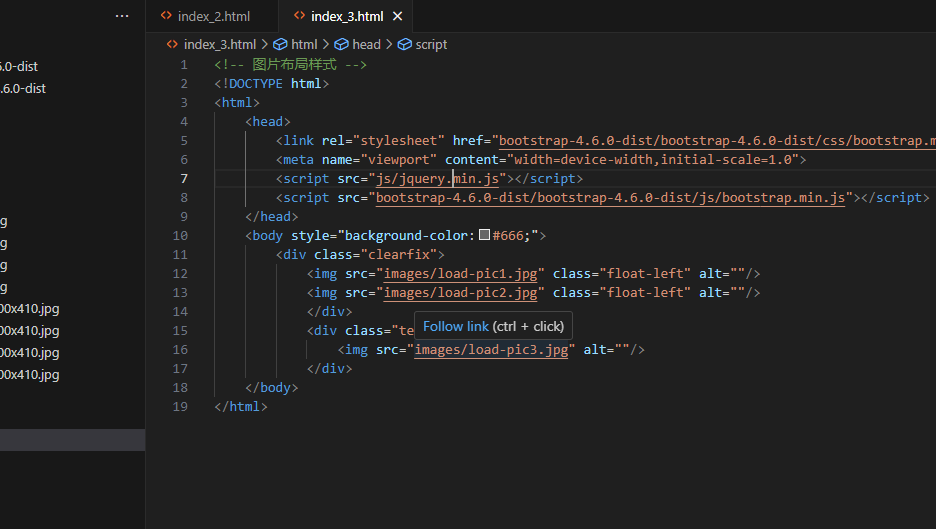 ···
index_2.html
index_3.html
index_3.html > html > head > script
.0-dist
.6.0-dist
g
g
g
g
00x410.jpg
00x410.jpg
00x410.jpg
00x410.jpg
1 <!-- 图片布局样式 -->
2 <!DOCTYPE html>
3 <html>
4 <head>
5 <link rel="stylesheet" href="bootstrap-4.6.0-dist/bootstrap-4.6.0-dist/css/bootstrap.m
6 <meta name="viewport" content="width=device-width,initial-scale=1.0">
7 <script src="js/jquery.min.js"></script>
8 <script src="bootstrap-4.6.0-dist/bootstrap-4.6.0-dist/js/bootstrap.min.js"></script>
9 </head>
10 <body style="background-color:#666;">
11 <div class="clearfix">
12 <img src="images/load-pic1.jpg" class="float-left" alt=""/>
13 <img src="images/load-pic2.jpg" class="float-left" alt=""/>
14 </div>
15 <div class="te
Follow link (ctrl + click)
16 <img src="images/load-pic3.jpg" alt=""/>
17 </div>
18 </body>
19 </html>